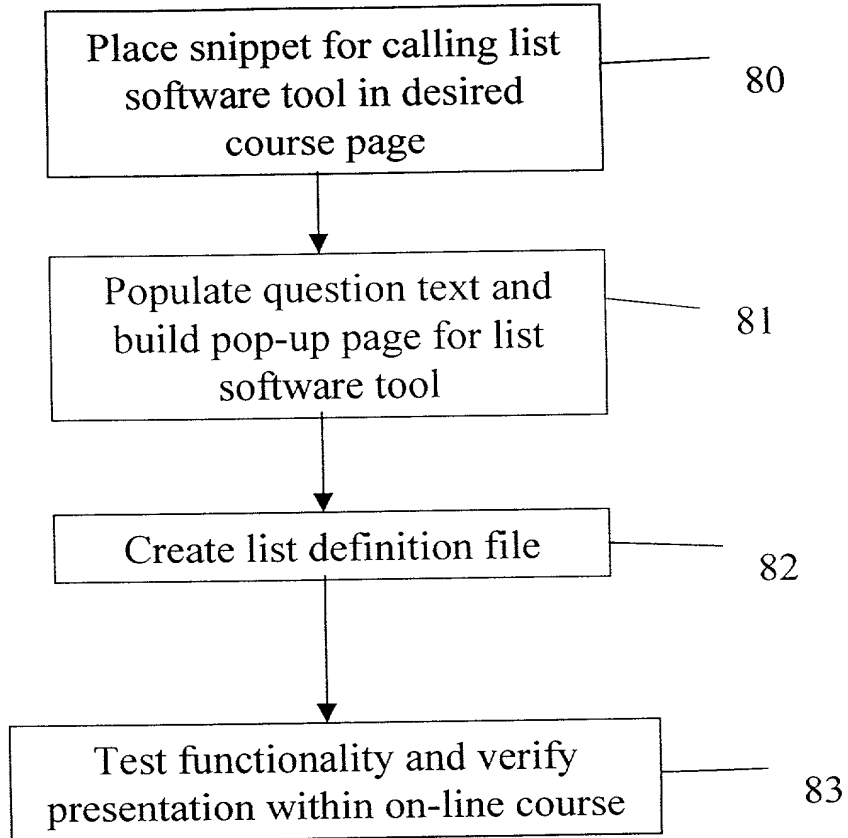 Place snippet for calling list
software tool in desired
course page
80
Populate question text and
build pop-up page for list
software tool
81
Create list definition file
82
Test functionality and verify
presentation within on-line course
83